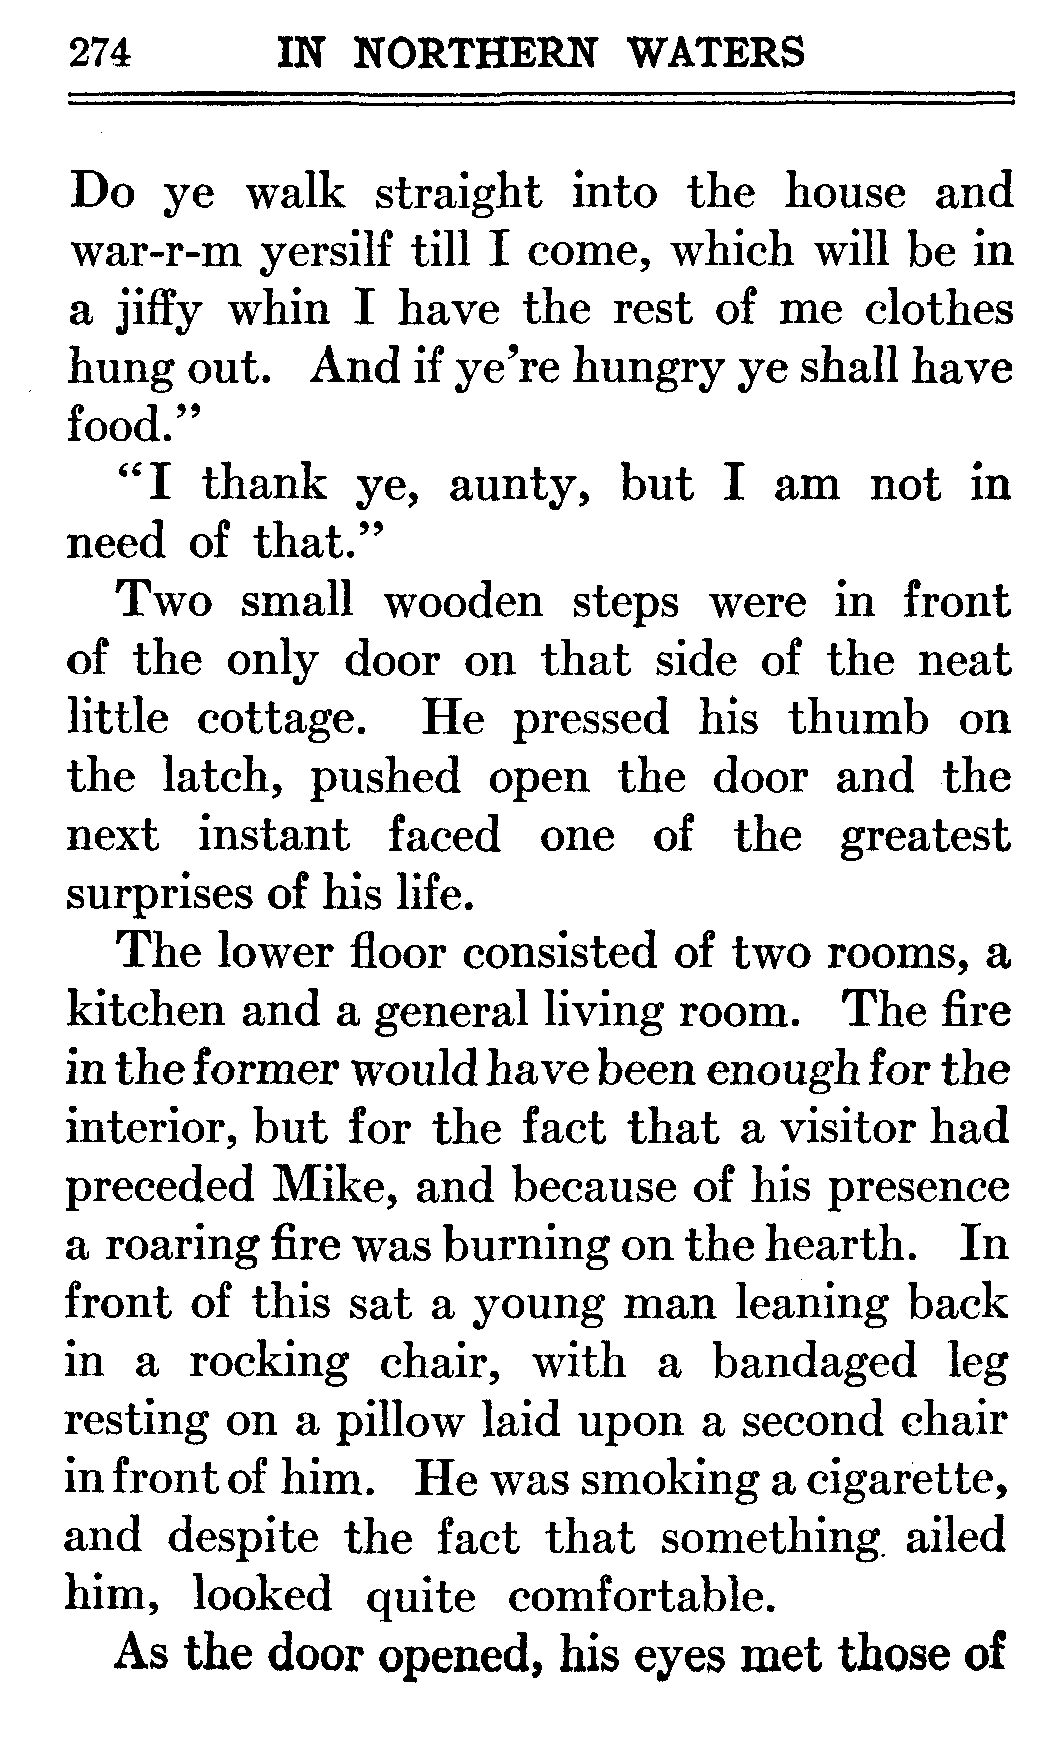 274 IN NORTHERN WATERS
Do ye walk straight into the house and
war-r-m yersilf till I come, which will be in
a jiffy whin I have the rest of me clothes
hung out. And if ye're hungry ye shall have
food."
"I thank ye, aunty, but I am not in
need of that."
Two small wooden steps were in front
of the only door on that side of the neat
little cottage. He pressed his thumb on
the latch, pushed open the door and the
next instant faced one of the greatest
surprises of his life.
The lower floor consisted of two rooms, a
kitchen and a general living room. The fire
in the former would have been enough for the
interior, but for the fact that a visitor had
preceded Mike, and because of his presence
a roaring fire was burning on the hearth. In
front of this sat a young man leaning back
in a rocking chair, with a bandaged leg
resting on a pillow laid upon a second chair
in front of him. He was smoking a cigarette,
and despite the fact that something ailed
him, looked quite comfortable.
As the door opened, his eyes met those of